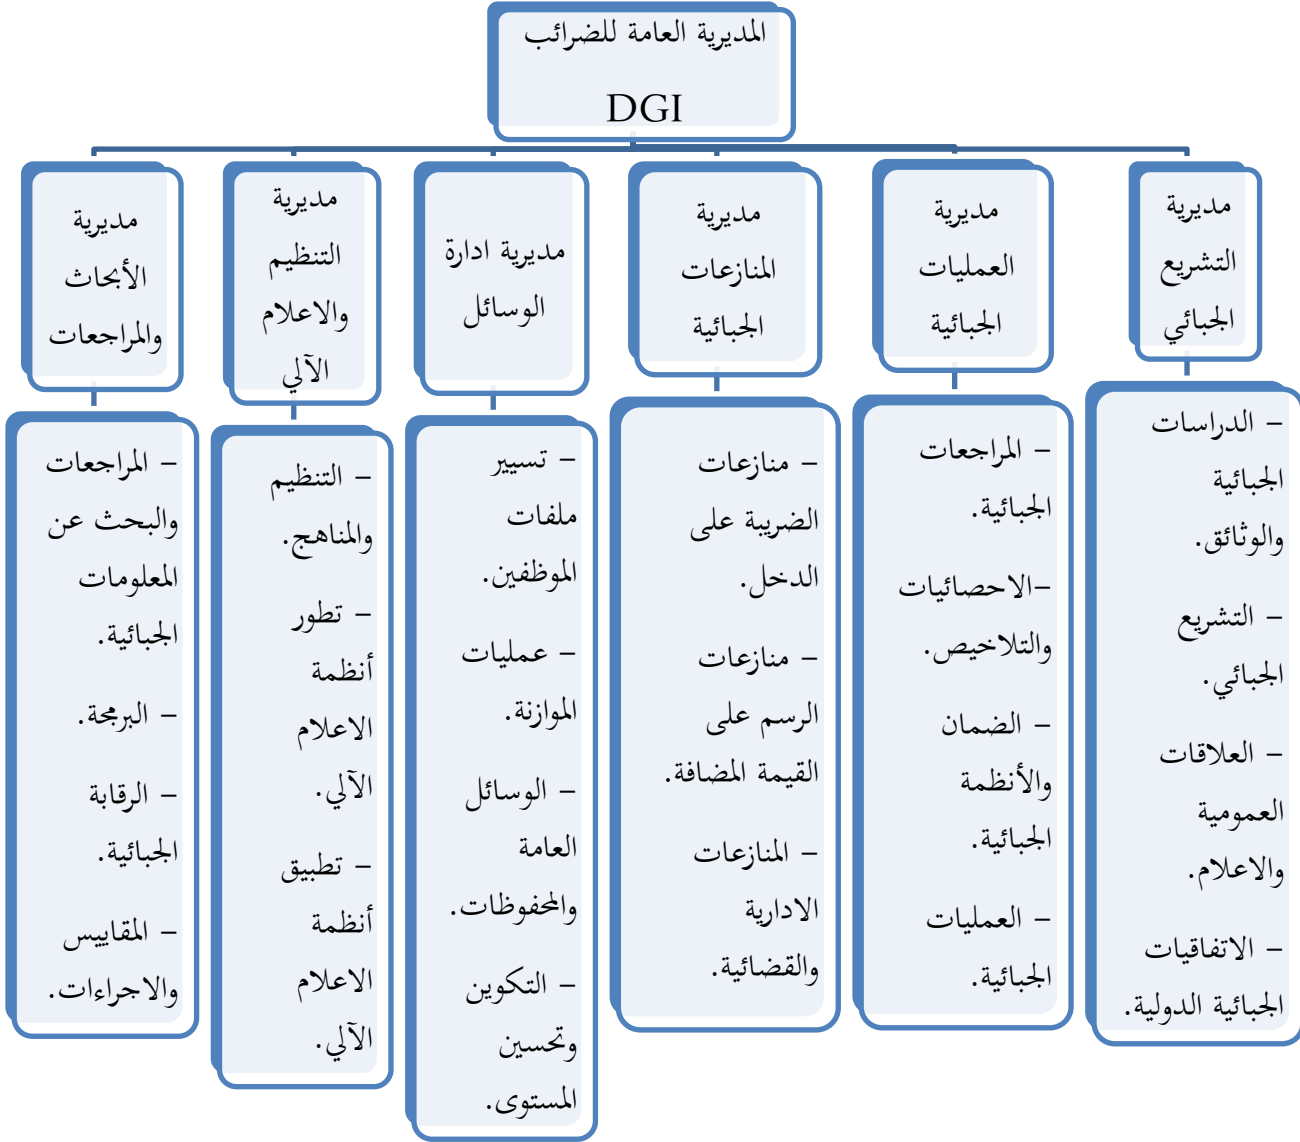 المديرية العامة للضرائب
DGI
مديرية
التشريع
الجبائي
مديرية
العمليات
الجبائية
مديرية
المنازعات
الجبائية
مديرية ادارة
الوسائل
مديرية
التنظيم
والاعلام
الآلي
مديرية
الأبحاث
والمراجعات
– الدراسات
الجبائية
والوثائق.
– التشريع
الجبائي.
– العلاقات
العمومية
والاعلام.
– الاتفاقيات
الجبائية الدولية.
– المراجعات
الجبائية.
–الاحصائيات
والتلاخيص.
– الضمان
والأنظمة
الجبائية.
– العمليات
الجبائية.
– منازعات
الضريبة على
الدخل.
– منازعات
الرسم على
القيمة المضافة.
– المنازعات
الادارية
والقضائية.
– تسيير
ملفات
الموظفين.
– عمليات
الموازنة.
– الوسائل
العامة
والمحفوظات.
– التكوين
وتحسين
المستوى.
– التنظيم
والمناهج.
– تطور
أنظمة
الاعلام
الآلي.
– تطبيق
أنظمة
الاعلام
الآلي.
– المراجعات
والبحث عن
المعلومات
الجبائية.
– البرمجة.
– الرقابة
الجبائية.
– المقاييس
والاجراءات.